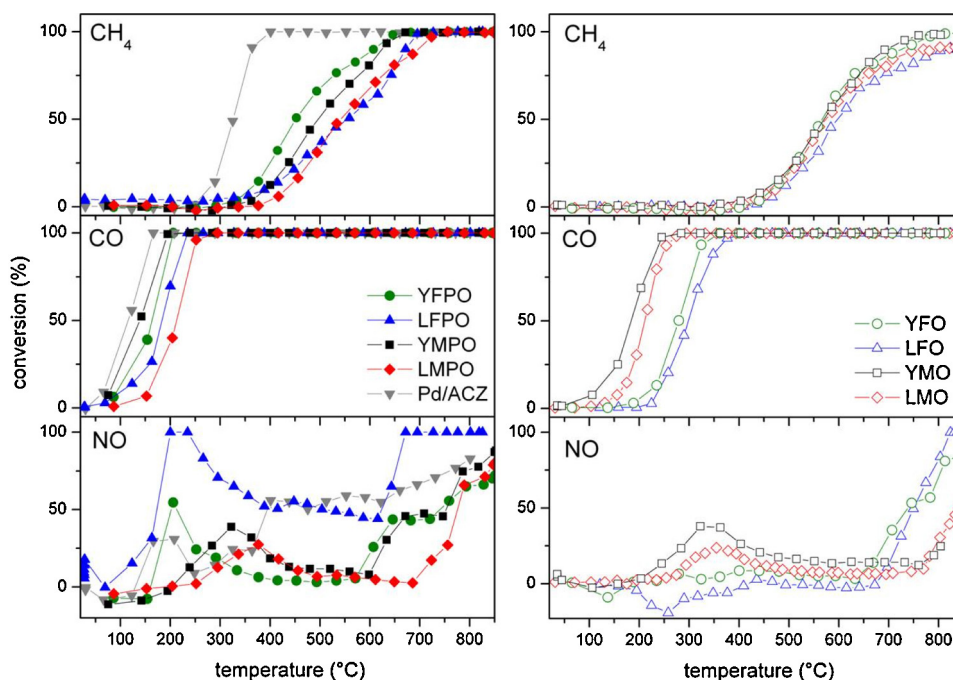 CH4
100
50
0
CO
100
50
0
conversion (%)
YFPO
LFPO
YMPO
LMPO
Pd/ACZ
NO
100
50
0
100 200 300 400 500 600 700 800
temperature (°C)
CH4
100
50
0
CO
100
50
0
YFO
LFO
YMO
LMO
NO
100
50
0
100 200 300 400 500 600 700 800
temperature (°C)